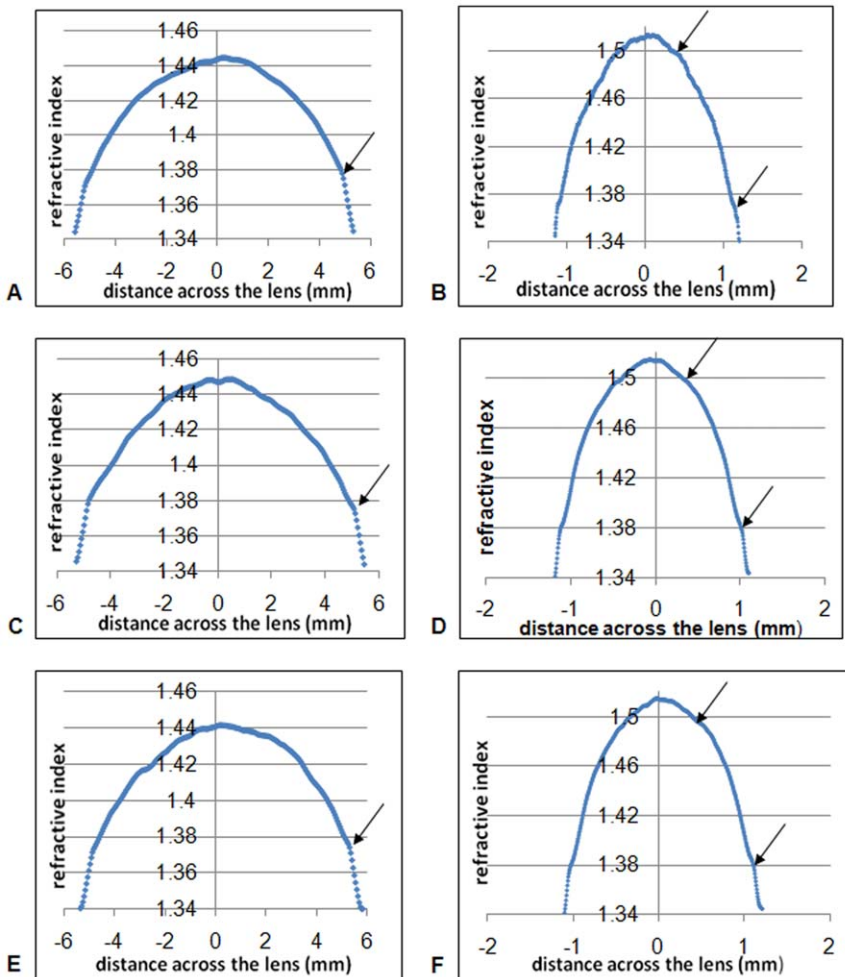 1.46
1.44
1.42
1.4
1.38
1.36
1.34
refractive index
-6 -4 -2 0 2 4 6
distance across the lens (mm)
A
1.5
1.46
1.42
1.38
1.34
refractive index
-2 -1 0 1 2
distance across the lens (mm)
B
1.46
1.44
1.42
1.4
1.38
1.36
1.34
refractive index
-6 -4 -2 0 2 4 6
distance across the lens (mm)
C
1.5
1.46
1.42
1.38
1.34
refractive index
-2 -1 0 1 2
distance across the lens (mm)
D
1.46
1.44
1.42
1.4
1.38
1.36
1.34
refractive index
-6 -4 -2 0 2 4 6
distance across the lens (mm)
E
1.5
1.46
1.42
1.38
1.34
refractive index
-2 -1 0 1 2
distance across the lens (mm)
F